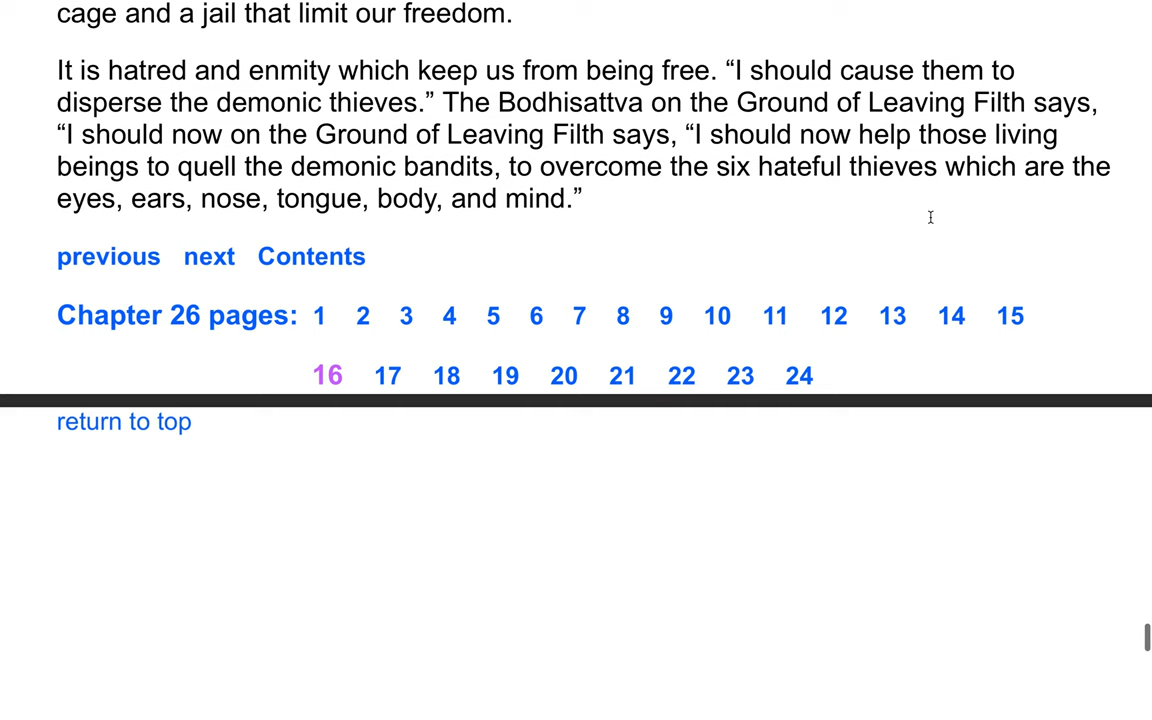 cage and a jail that limit our freedom.
It is hatred and enmity which keep us from being free. “I should cause them to
disperse the demonic thieves.” The Bodhisattva on the Ground of Leaving Filth says,
“I should now on the Ground of Leaving Filth says, “I should now help those living
beings to quell the demonic bandits, to overcome the six hateful thieves which are the
eyes, ears, nose, tongue, body, and mind.”
previous next Contents
Chapter 26 pages: 1 2 3 4 5 6 7 8 9 10 11 12 13 14 15
16 17 18 19 20 21 22 23 24
return to top